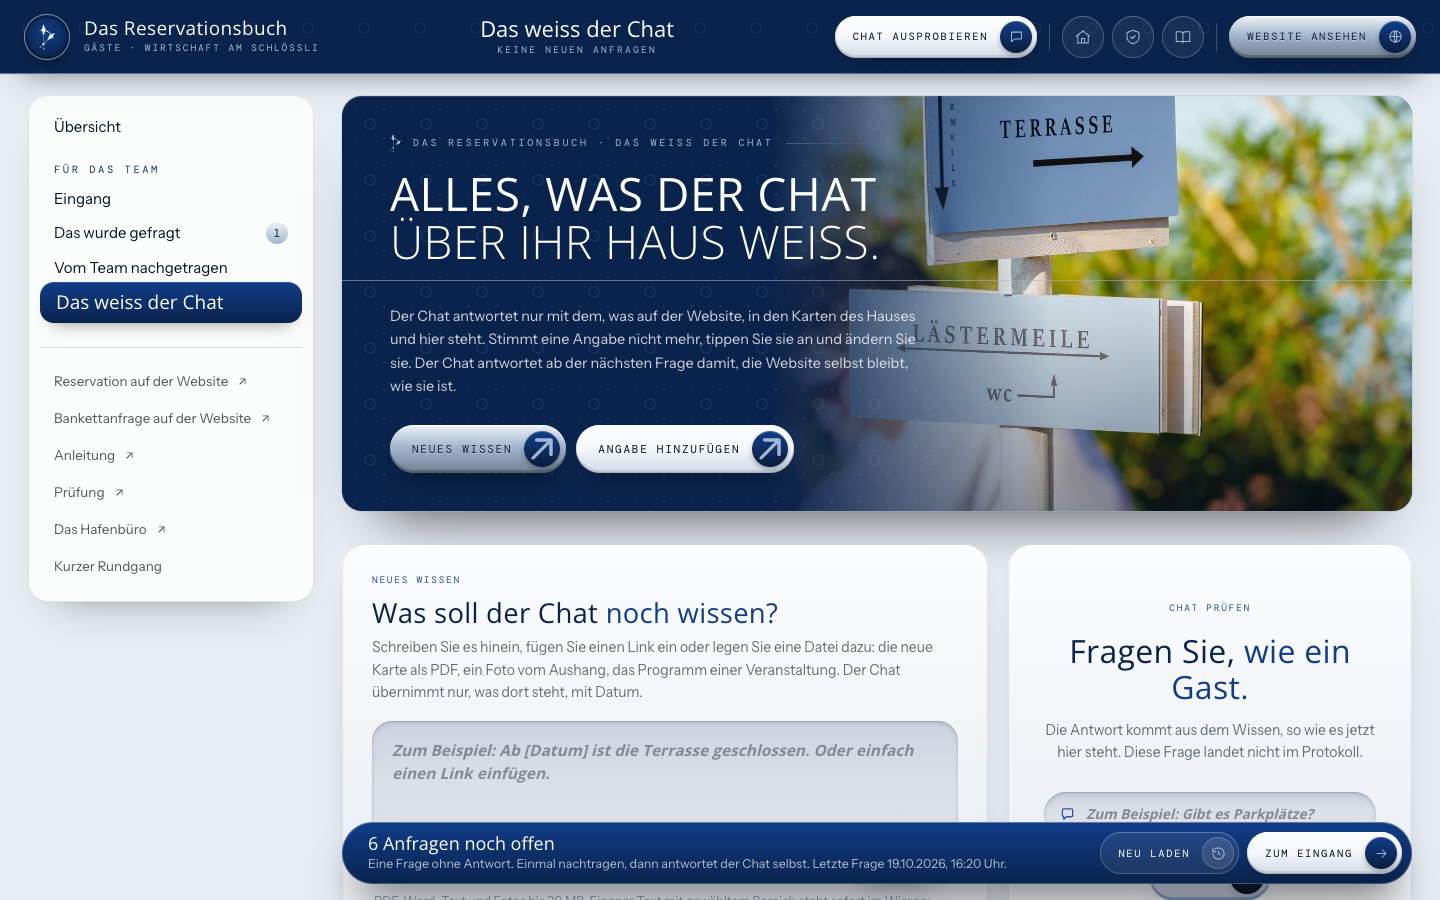 Das Reservationsbuch
GÄSTE · WIRTSCHAFT AM SCHLÖSSLI
Das weiss der Chat
KEINE NEUEN ANFRAGEN
CHAT AUSPROBIEREN
WEBSITE ANSEHEN
Übersicht
FÜR DAS TEAM
Eingang
Das wurde gefragt 1
Vom Team nachgetragen
Das weiss der Chat
Reservation auf der Website
Bankettanfrage auf der Website
Anleitung
Prüfung
Das Hafenbüro
Kurzer Rundgang
DAS RESERVATIONSBUCH · DAS WEISS DER CHAT
ALLES, WAS DER CHAT
ÜBER IHR HAUS WEISS.
Der Chat antwortet nur mit dem, was auf der Website, in den Karten des Hauses
und hier steht. Stimmt eine Angabe nicht mehr, tippen Sie sie an und ändern Sie
sie. Der Chat antwortet ab der nächsten Frage damit, die Website selbst bleibt,
wie sie ist.
NEUES WISSEN
ANGABE HINZUFÜGEN
TERRASSE
LÄSTERMEILE
WC
NEUES WISSEN
Was soll der Chat noch wissen?
Schreiben Sie es hinein, fügen Sie einen Link ein oder legen Sie eine Datei dazu: die neue
Karte als PDF, ein Foto vom Aushang, das Programm einer Veranstaltung. Der Chat
übernimmt nur, was dort steht, mit Datum.
Zum Beispiel: Ab [Datum] ist die Terrasse geschlossen. Oder einfach
einen Link einfügen.
CHAT PRÜFEN
Fragen Sie, wie ein
Gast.
Die Antwort kommt aus dem Wissen, so wie es jetzt
hier steht. Diese Frage landet nicht im Protokoll.
Zum Beispiel: Gibt es Parkplätze?
6 Anfragen noch offen
Eine Frage ohne Antwort. Einmal nachtragen, dann antwortet der Chat selbst. Letzte Frage 19.10.2026, 16:20 Uhr.
NEU LADEN
ZUM EINGANG